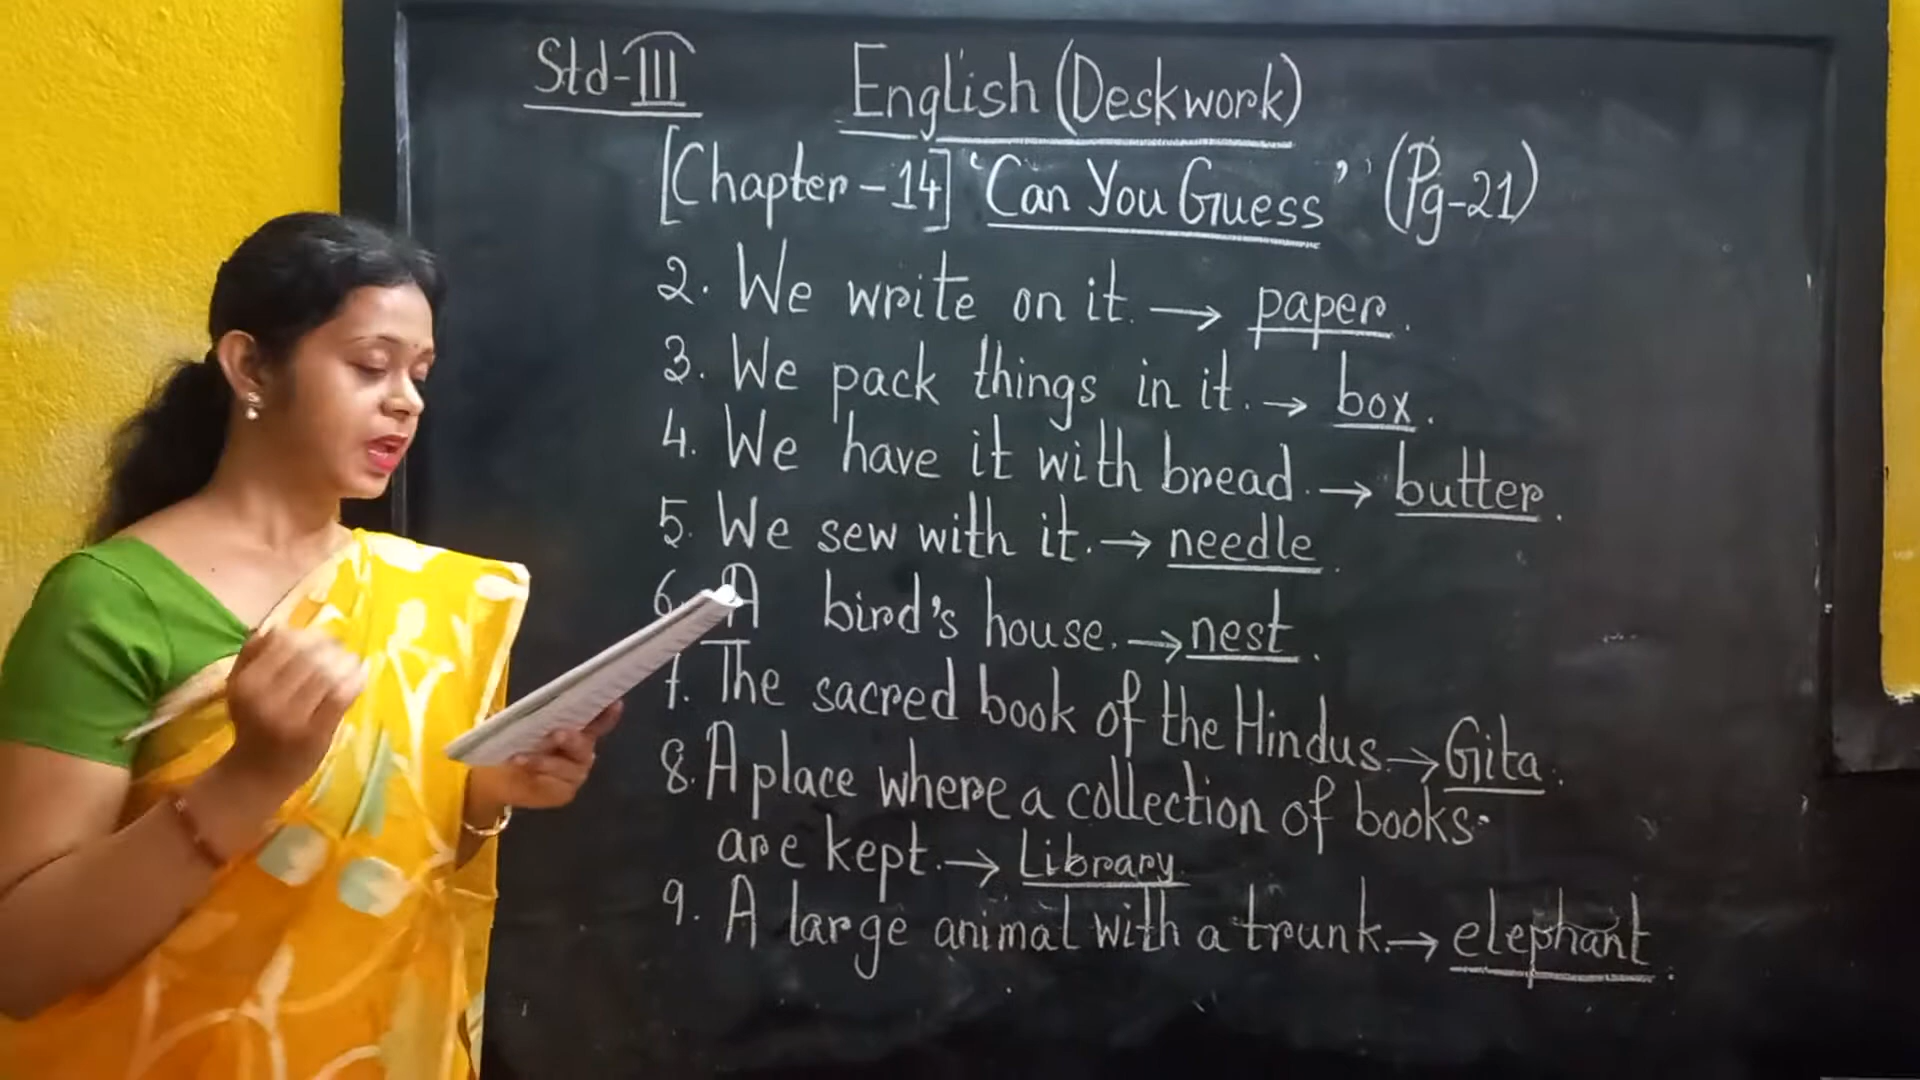 Std-III
English (Deskwork)
[Chapter-14] "Can You Guess" (Pg-21)
2. We write on it. → paper.
3. We pack things in it. → box.
4. We have it with bread. → butter.
5. We sew with it. → needle.
6. A bird's house. → nest.
7. The sacred book of the Hindus. → Gita.
8. A place where a collection of books
are kept. → Library.
9. A large animal with a trunk. → elephant.